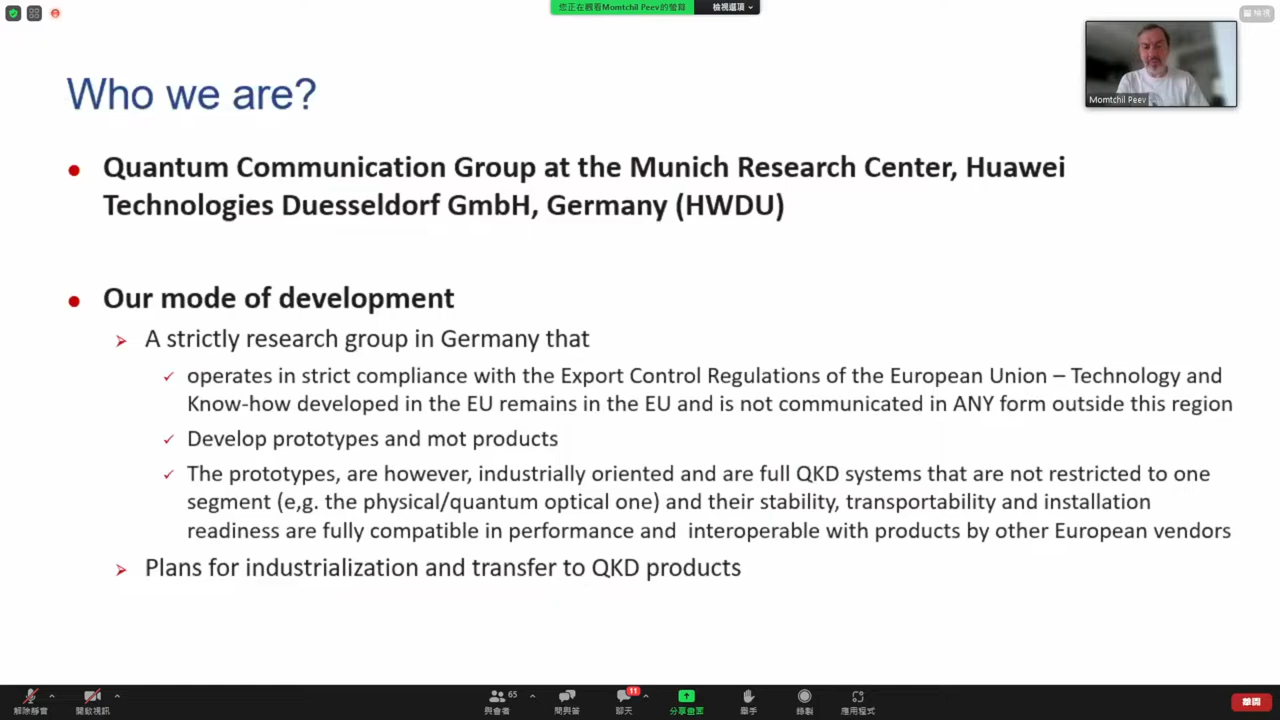 您正在觀看Momtchil Peev的螢幕
檢視選項
檢視
Momtchil Peev
Who we are?
Quantum Communication Group at the Munich Research Center, Huawei
Technologies Duesseldorf GmbH, Germany (HWDU)
Our mode of development
A strictly research group in Germany that
operates in strict compliance with the Export Control Regulations of the European Union – Technology and
Know-how developed in the EU remains in the EU and is not communicated in ANY form outside this region
Develop prototypes and mot products
The prototypes, are however, industrially oriented and are full QKD systems that are not restricted to one
segment (e,g. the physical/quantum optical one) and their stability, transportability and installation
readiness are fully compatible in performance and  interoperable with products by other European vendors
Plans for industrialization and transfer to QKD products
65
11
解除靜音
開啟視訊
與會者
問與答
聊天
分享畫面
舉手
錄製
應用程式
離開